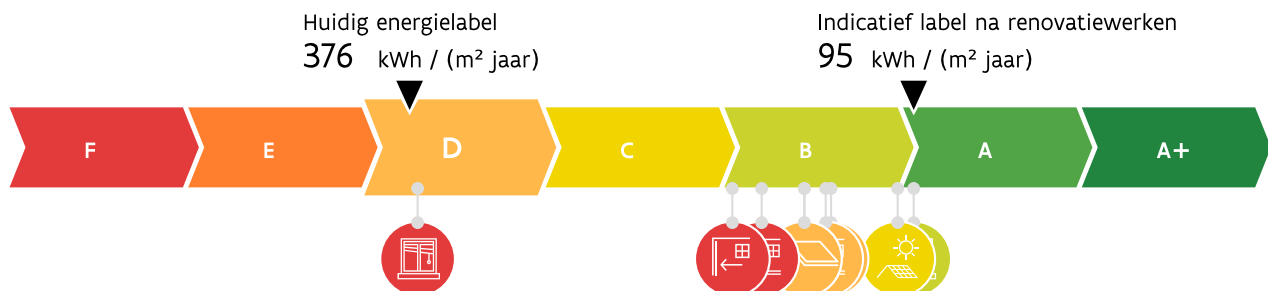 Huidig energielabel
376 kWh / (m² jaar)
Indicatief label na renovatiewerken
95 kWh / (m² jaar)
F E D C B A A+